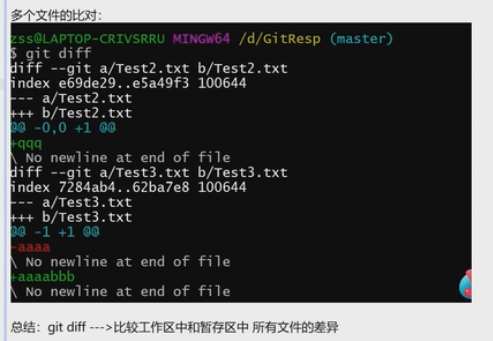 多个文件的比对：
zss@LAPTOP-CRIVSRRU MINGW64 /d/GitResp (master)
$ git diff
diff --git a/Test2.txt b/Test2.txt
index e69de29..e5a49f3 100644
--- a/Test2.txt
+++ b/Test2.txt
@@ -0,0 +1 @@
+qqq
\ No newline at end of file
diff --git a/Test3.txt b/Test3.txt
index 7284ab4..62ba7e8 100644
--- a/Test3.txt
+++ b/Test3.txt
@@ -1 +1 @@
-aaaa
\ No newline at end of file
+aaaabbb
\ No newline at end of file
总结：git diff --->比较工作区中和暂存区中 所有文件的差异